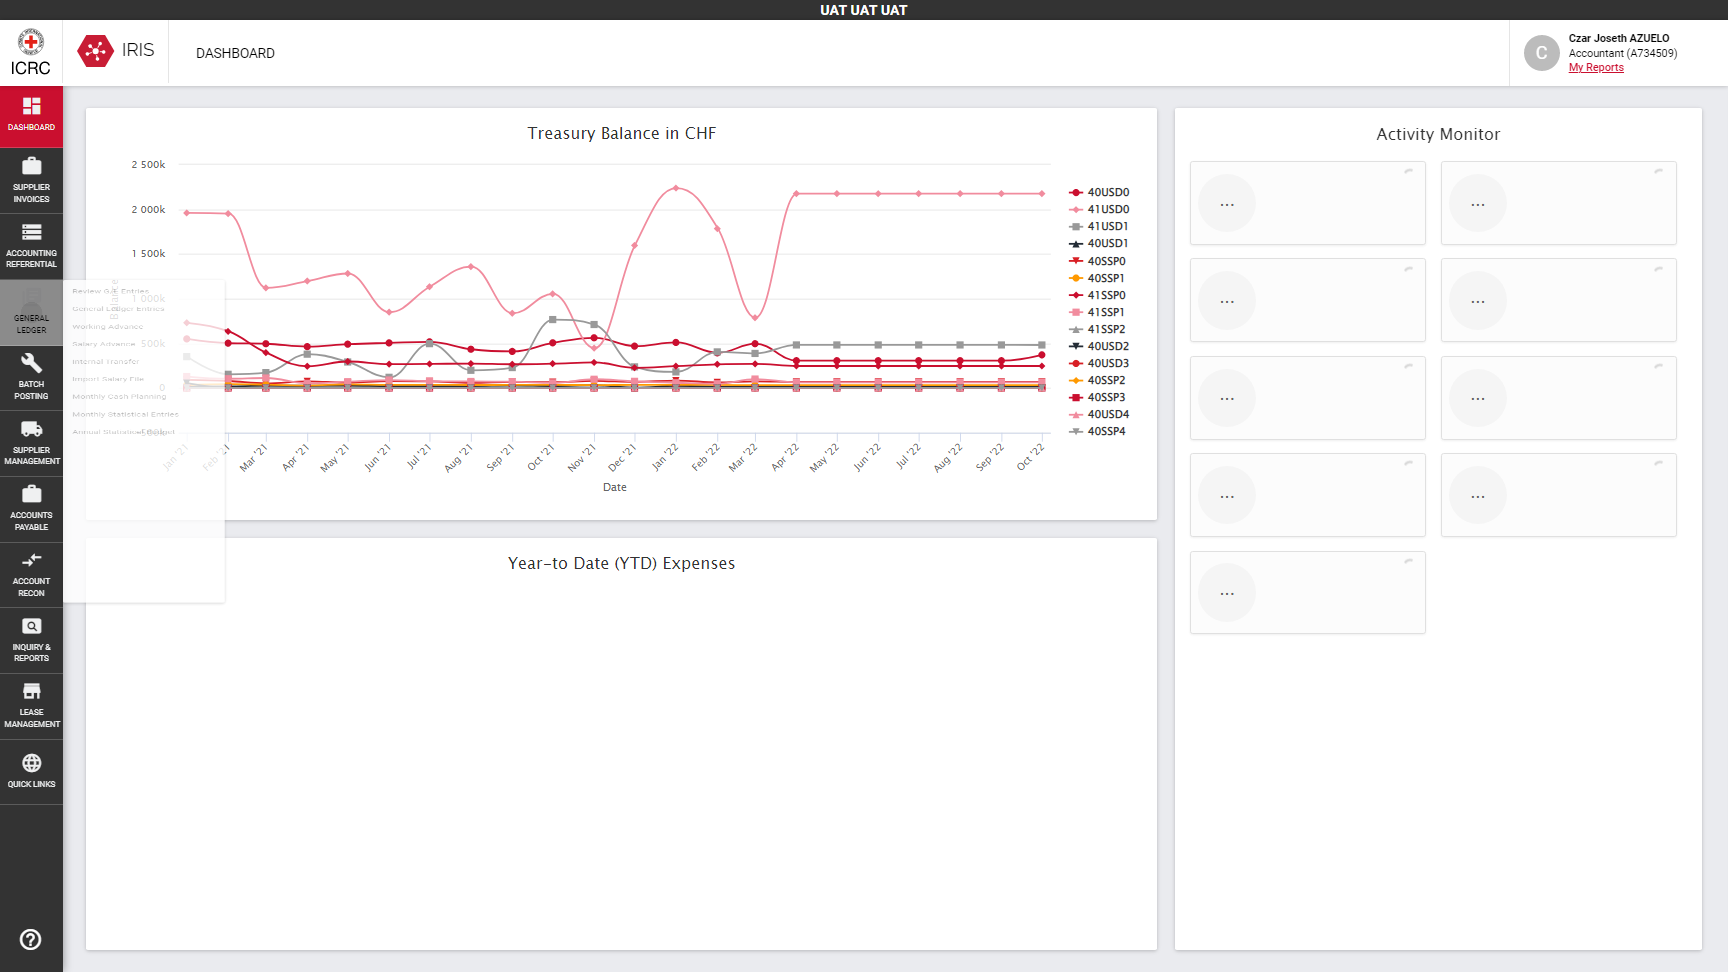 UAT UAT UAT
ICRC
IRIS
DASHBOARD
Czar Joseth AZUELO
Accountant (A734509)
My Reports
DASHBOARD
SUPPLIER
INVOICES
ACCOUNTING
REFERENTIAL
GENERAL
LEDGER
BATCH
POSTING
SUPPLIER
MANAGEMENT
ACCOUNTS
PAYABLE
ACCOUNT
RECON
INQUIRY &
REPORTS
LEASE
MANAGEMENT
QUICK LINKS
Review G/L Entries
General Ledger Entries
Working Advance
Salary Advance
Internal Transfer
Import Salary File
Monthly Cash Planning
Monthly Statistical Entries
Annual Statistical Budget
Treasury Balance in CHF
2 500k
2 000k
1 500k
1 000k
500k
0
-500k
Balance
Jan '21
Feb '21
Mar '21
Apr '21
May '21
Jun '21
Jul '21
Aug '21
Sep '21
Oct '21
Nov '21
Dec '21
Jan '22
Feb '22
Mar '22
Apr '22
May '22
Jun '22
Jul '22
Aug '22
Sep '22
Oct '22
Date
40USD0
41USD0
41USD1
40USD1
40SSP0
40SSP1
41SSP0
41SSP1
41SSP2
40USD2
40USD3
40SSP2
40SSP3
40USD4
40SSP4
Year-to Date (YTD) Expenses
Activity Monitor
...
...
...
...
...
...
...
...
...